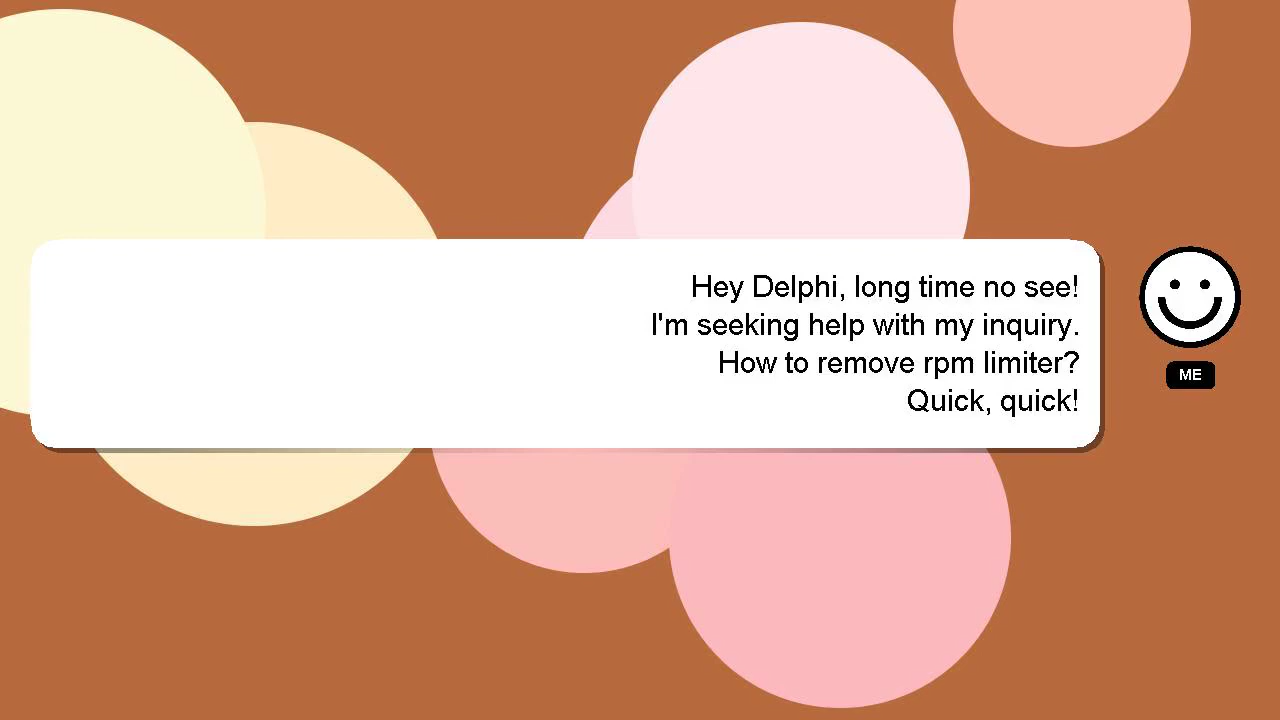 Hey Delphi, long time no see!
I'm seeking help with my inquiry.
How to remove rpm limiter?
Quick, quick!
ME